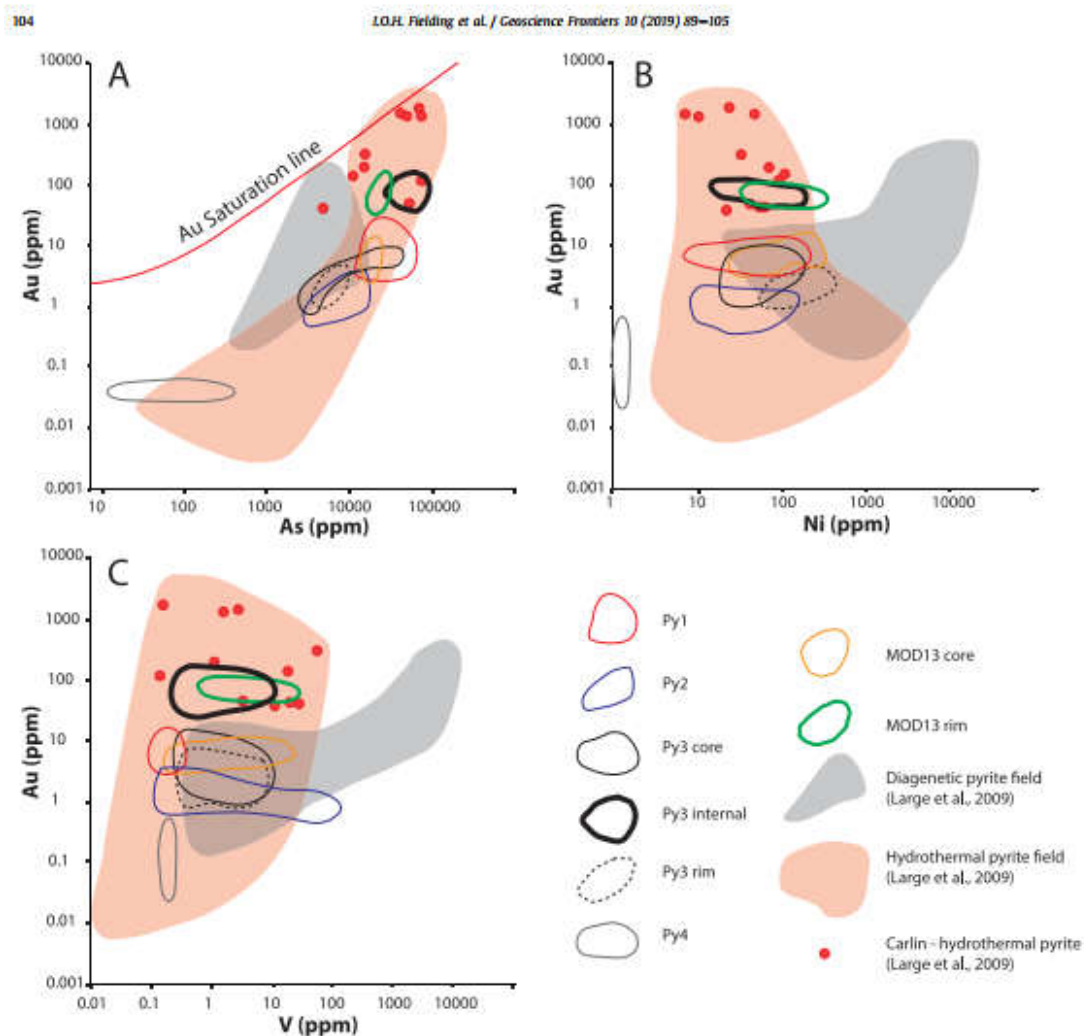 104
I.O.H. Fielding et al. / Geoscience Frontiers 10 (2019) 89–105
A
Au Saturation line
Au (ppm)
10000
1000
100
10
1
0.1
0.01
0.001
10
100
1000
10000
100000
As (ppm)
B
Au (ppm)
10000
1000
100
10
1
0.1
0.01
0.001
1
10
100
1000
10000
Ni (ppm)
C
Au (ppm)
10000
1000
100
10
1
0.1
0.01
0.001
0.01
0.1
1
10
100
10000
V (ppm)
Py1
Py2
Py3 core
Py3 internal
Py3 rim
Py4
MOD13 core
MOD13 rim
Diagenetic pyrite field
(Large et al., 2009)
Hydrothermal pyrite field
(Large et al., 2009)
Carlin - hydrothermal pyrite
(Large et al., 2009)